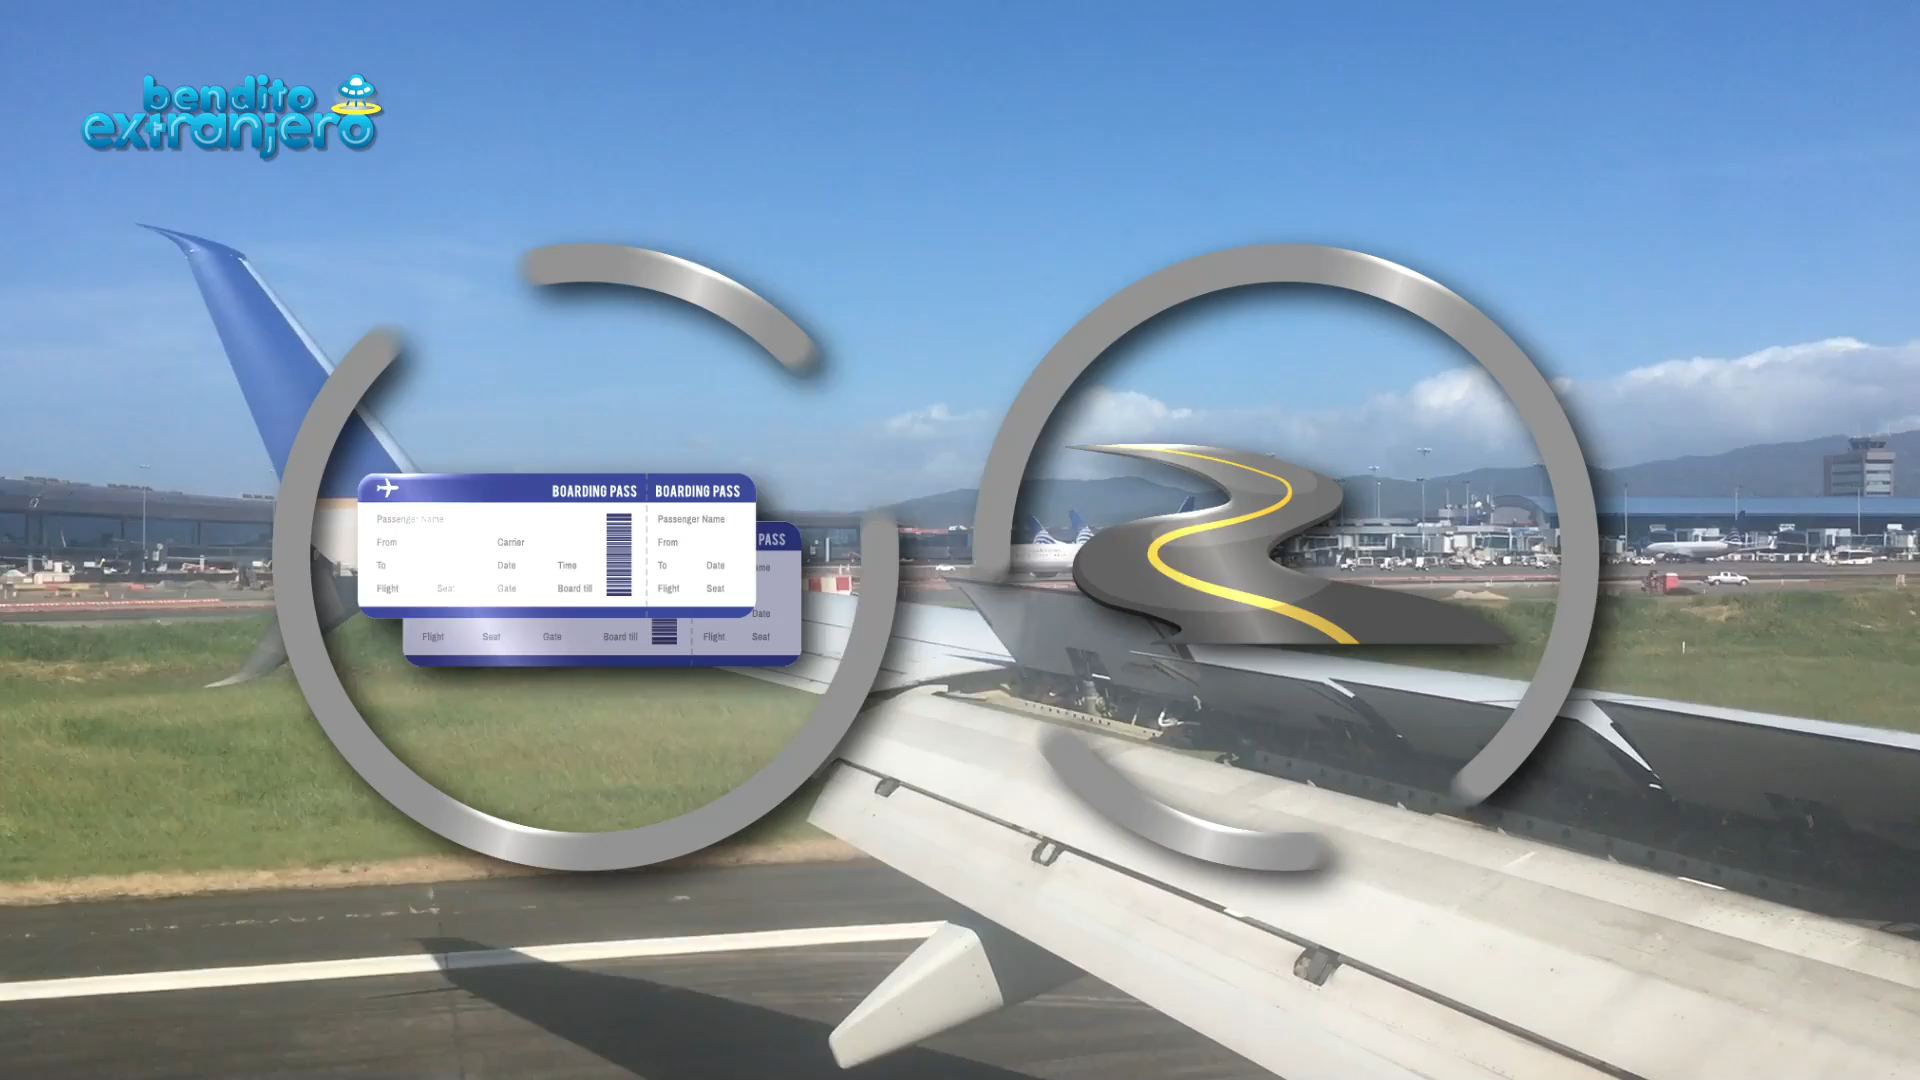 bendito
extranjero
BOARDING PASS BOARDING PASS
Passenger Name Passenger Name
From Carrier From
To Date Time To Date
Flight Seat Gate Board till Flight Seat
PASS
Date
Flight Seat Gate Board till Flight Seat